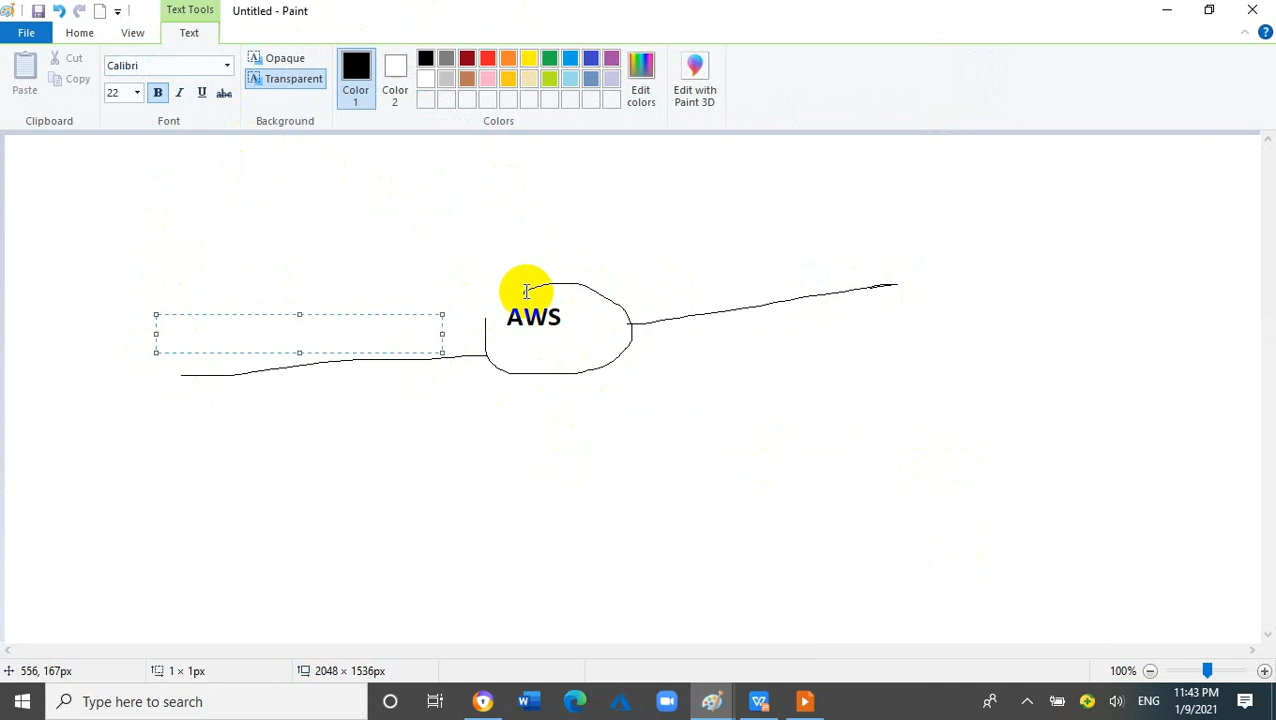 Untitled - Paint
Text Tools
File
Home
View
Text
Paste
Cut
Copy
Clipboard
Calibri
22
B I U abc
Font
Opaque
Transparent
Background
Color 1
Color 2
Edit colors
Colors
Edit with Paint 3D
AWS
556, 167px
1 × 1px
2048 × 1536px
100%
Type here to search
ENG
11:43 PM
1/9/2021